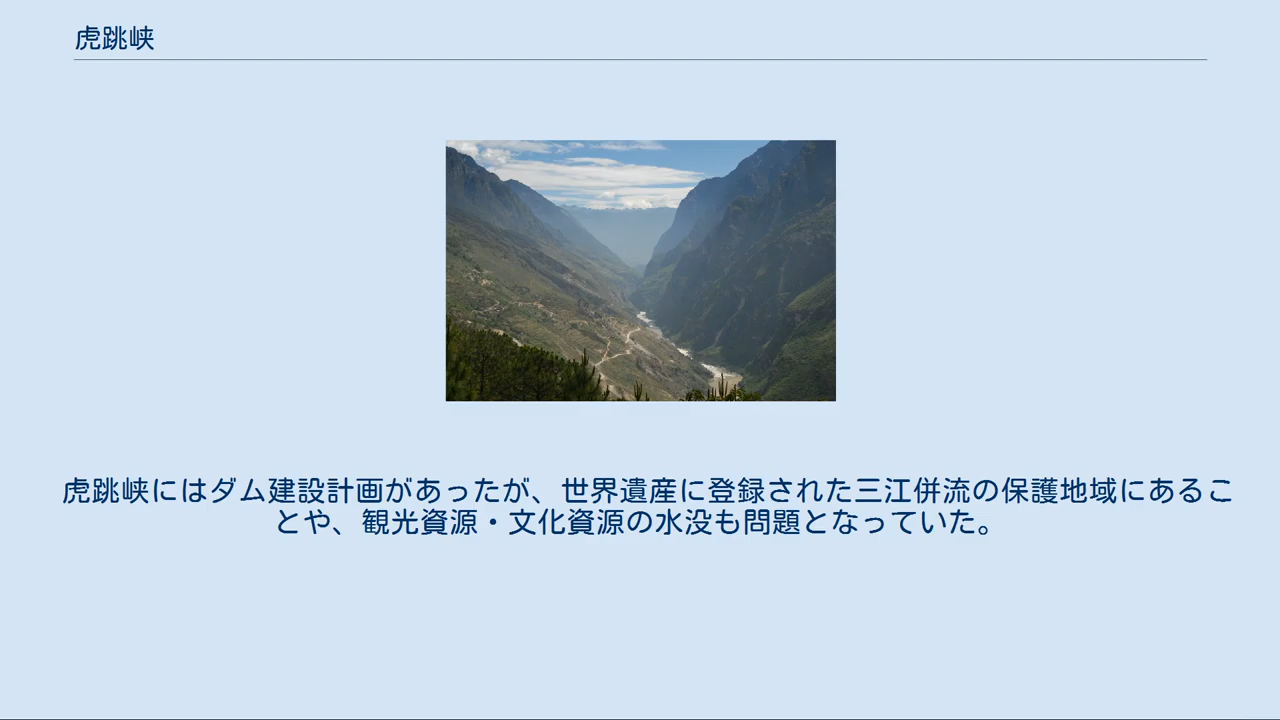 虎跳峡
虎跳峡にはダム建設計画があったが、世界遺産に登録された三江併流の保護地域にあるこ
とや、観光資源・文化資源の水没も問題となっていた。